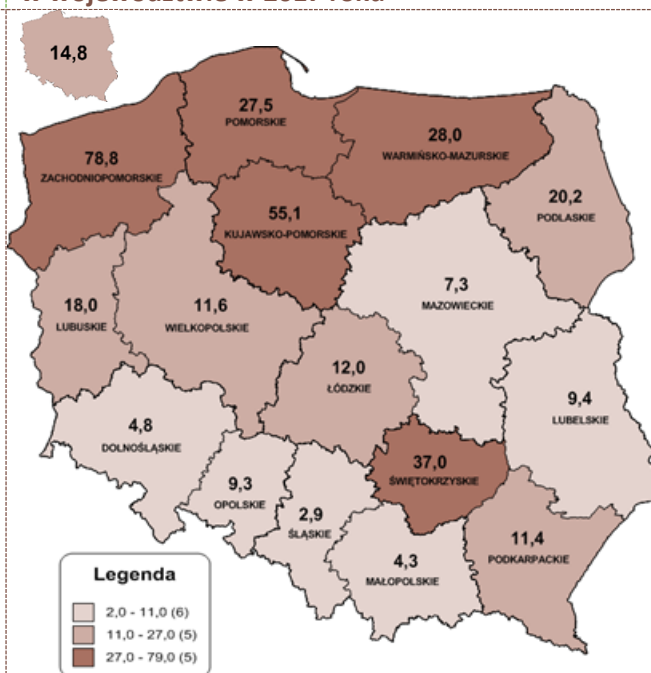 w województwie w 2017 roku
14,8
27,5
POMORSKIE
28,0
WARMIŃSKO-MAZURSKIE
78,8
ZACHODNIOPOMORSKIE
20,2
PODLASKIE
55,1
KUJAWSKO-POMORSKIE
7,3
MAZOWIECKIE
18,0
LUBUSKIE
11,6
WIELKOPOLSKIE
12,0
ŁÓDZKIE
9,4
LUBELSKIE
4,8
DOLNOŚLĄSKIE
37,0
ŚWIĘTOKRZYSKIE
9,3
OPOLSKIE
2,9
ŚLĄSKIE
11,4
PODKARPACKIE
4,3
MAŁOPOLSKIE
Legenda
2,0 - 11,0 (6)
11,0 - 27,0 (5)
27,0 - 79,0 (5)